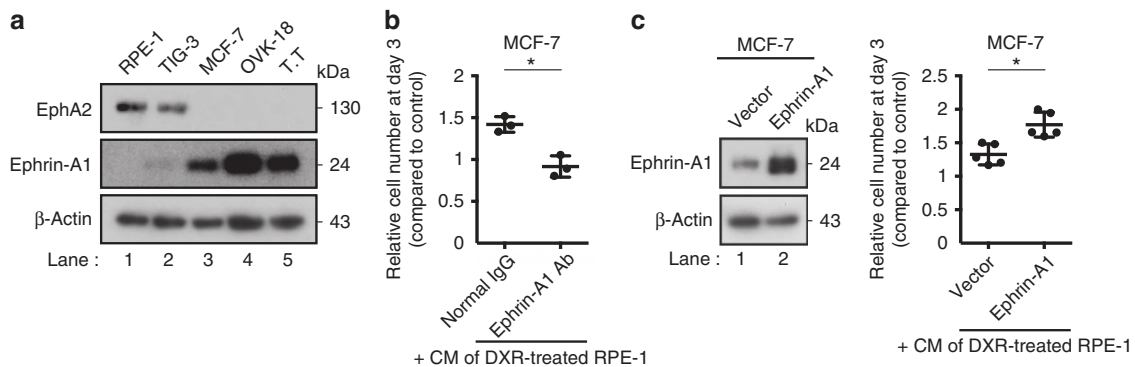 a
RPE-1
TIG-3
MCF-7
OVK-18
T.T
kDa
EphA2
130
Ephrin-A1
24
β-Actin
43
Lane : 1 2 3 4 5
b
MCF-7
*
Relative cell number at day 3
(compared to control)
2
1.5
1
0.5
0
Normal IgG
Ephrin-A1 Ab
+ CM of DXR-treated RPE-1
c
MCF-7
Vector
Ephrin-A1
kDa
Ephrin-A1
24
β-Actin
43
Lane : 1 2
MCF-7
*
Relative cell number at day 3
(compared to control)
2.5
2
1.5
1
0.5
0
Vector
Ephrin-A1
+ CM of DXR-treated RPE-1